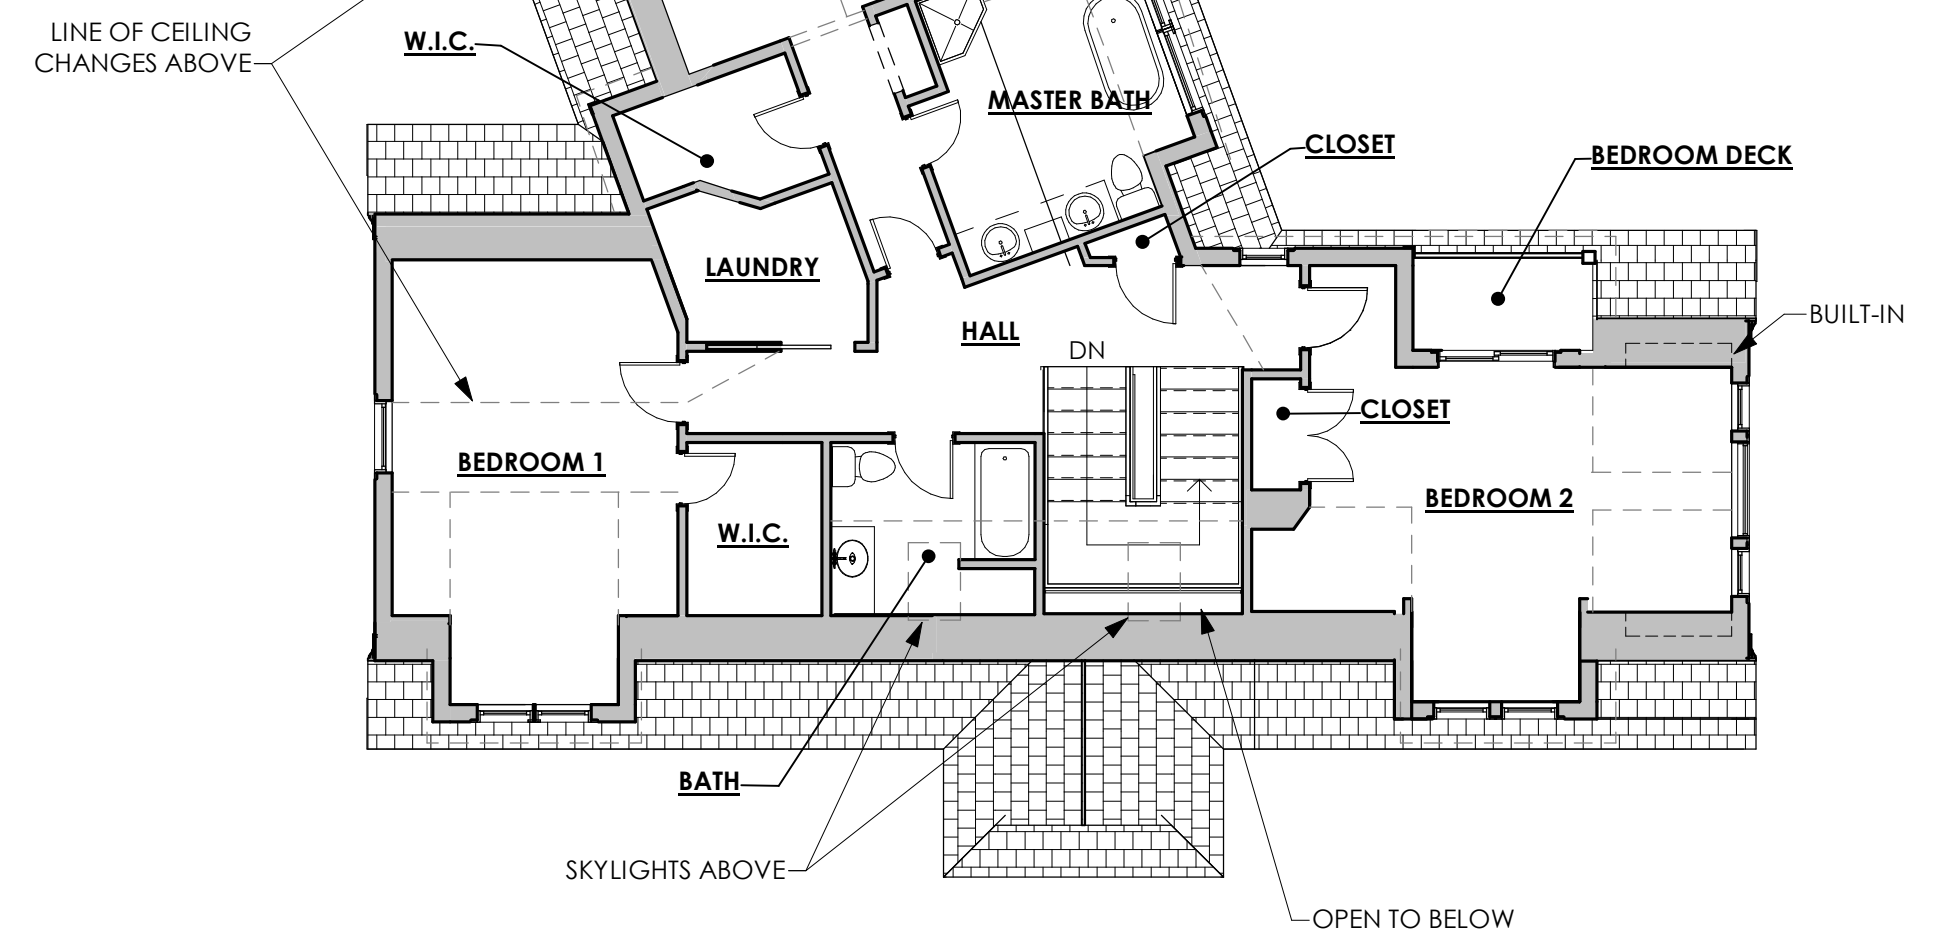 LINE OF CEILING
CHANGES ABOVE
W.I.C.
MASTER BATH
CLOSET
BEDROOM DECK
LAUNDRY
HALL
BUILT-IN
DN
CLOSET
BEDROOM 1
BEDROOM 2
W.I.C.
BATH
SKYLIGHTS ABOVE
OPEN TO BELOW